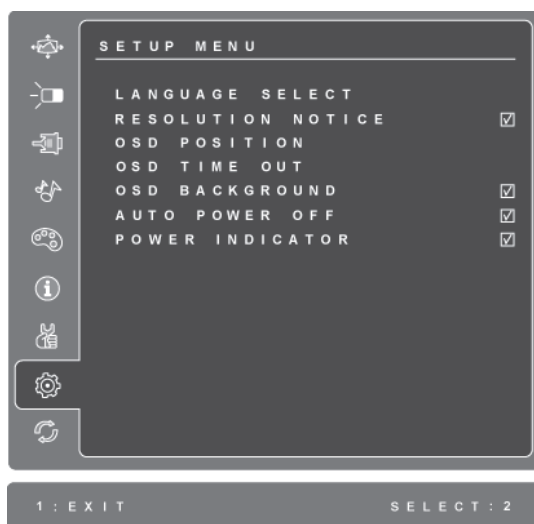 SETUP MENU
LANGUAGE SELECT
RESOLUTION NOTICE ☑
OSD POSITION
OSD TIME OUT
OSD BACKGROUND ☑
AUTO POWER OFF ☑
POWER INDICATOR ☑
1:EXIT SELECT:2